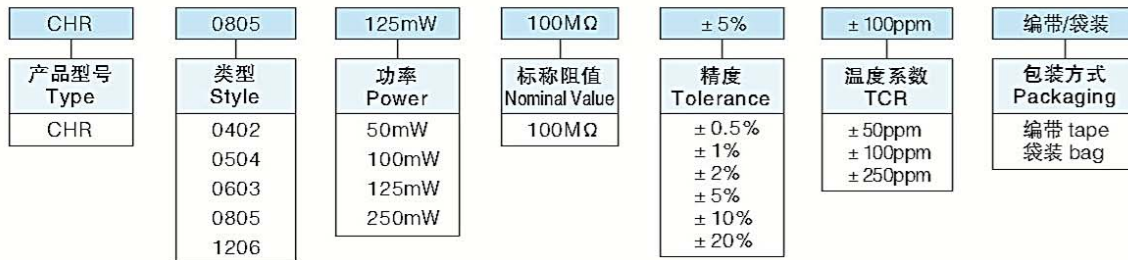 CHR 0805 125mW 100MΩ ±5% ±100ppm 编带/袋装
产品型号 类型 功率 标称阻值 精度 温度系数 包装方式
Type Style Power Nominal Value Tolerance TCR Packaging
CHR 0402 50mW 100MΩ ±0.5% ±50ppm 编带 tape
0504 100mW ±1% ±100ppm 袋装 bag
0603 125mW ±2% ±250ppm
0805 250mW ±5%
1206 ±10%
±20%